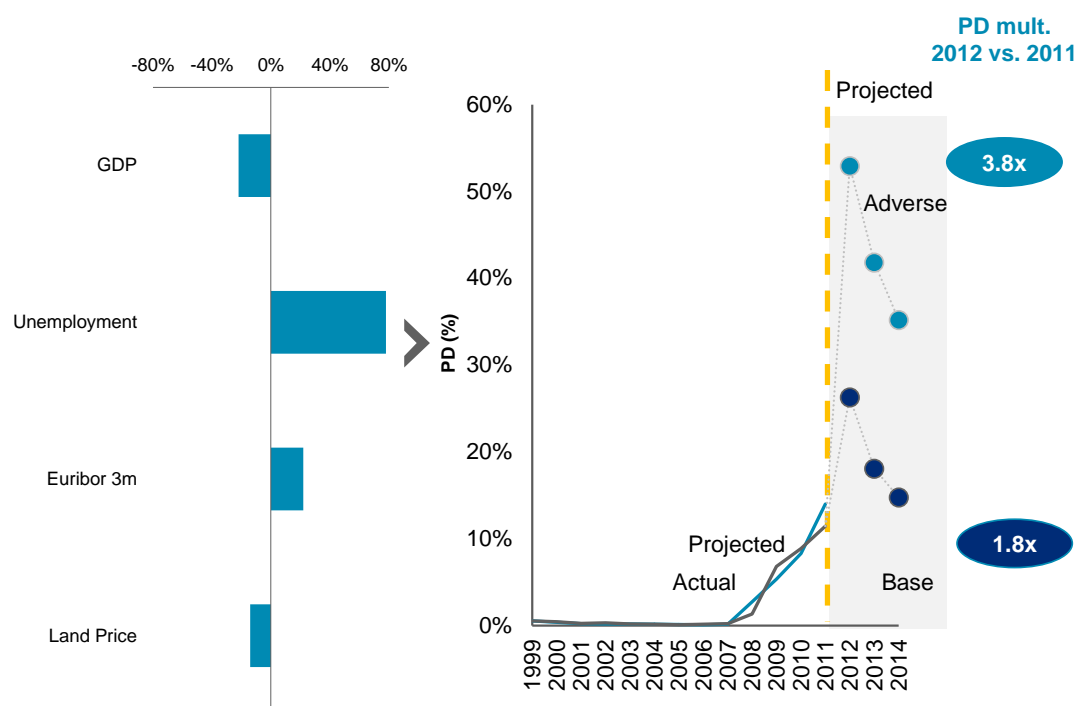 PD mult.
2012 vs. 2011
-80% -40% 0% 40% 80%
GDP
Unemployment
Euribor 3m
Land Price
PD (%)
60%
50%
40%
30%
20%
10%
0%
Projected
Adverse
3.8x
Projected
Actual
Base
1.8x
1999 2000 2001 2002 2003 2004 2005 2006 2007 2008 2009 2010 2011 2012 2013 2014